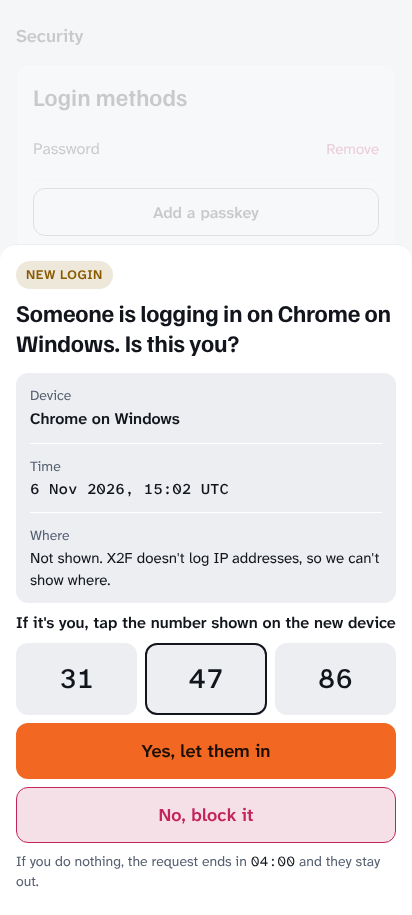 Security
Login methods
Password
Remove
Add a passkey
NEW LOGIN
Someone is logging in on Chrome on
Windows. Is this you?
Device
Chrome on Windows
Time
6 Nov 2026, 15:02 UTC
Where
Not shown. X2F doesn't log IP addresses, so we can't
show where.
If it's you, tap the number shown on the new device
31
47
86
Yes, let them in
No, block it
If you do nothing, the request ends in 04:00 and they stay
out.